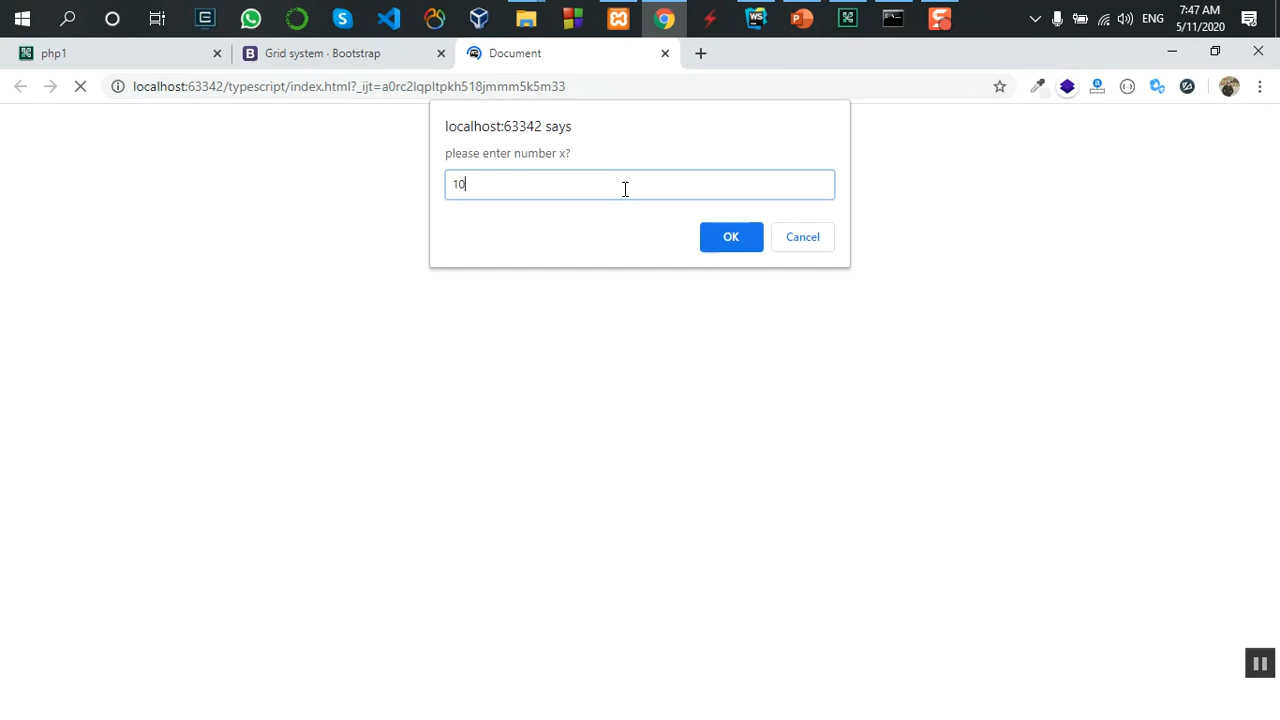 7:47 AM
ENG
5/11/2020
php1
Grid system · Bootstrap
Document
localhost:63342/typescript/index.html?_ijt=a0rc2lqpltpkh518jmmm5k5m33
localhost:63342 says
please enter number x?
10
OK
Cancel